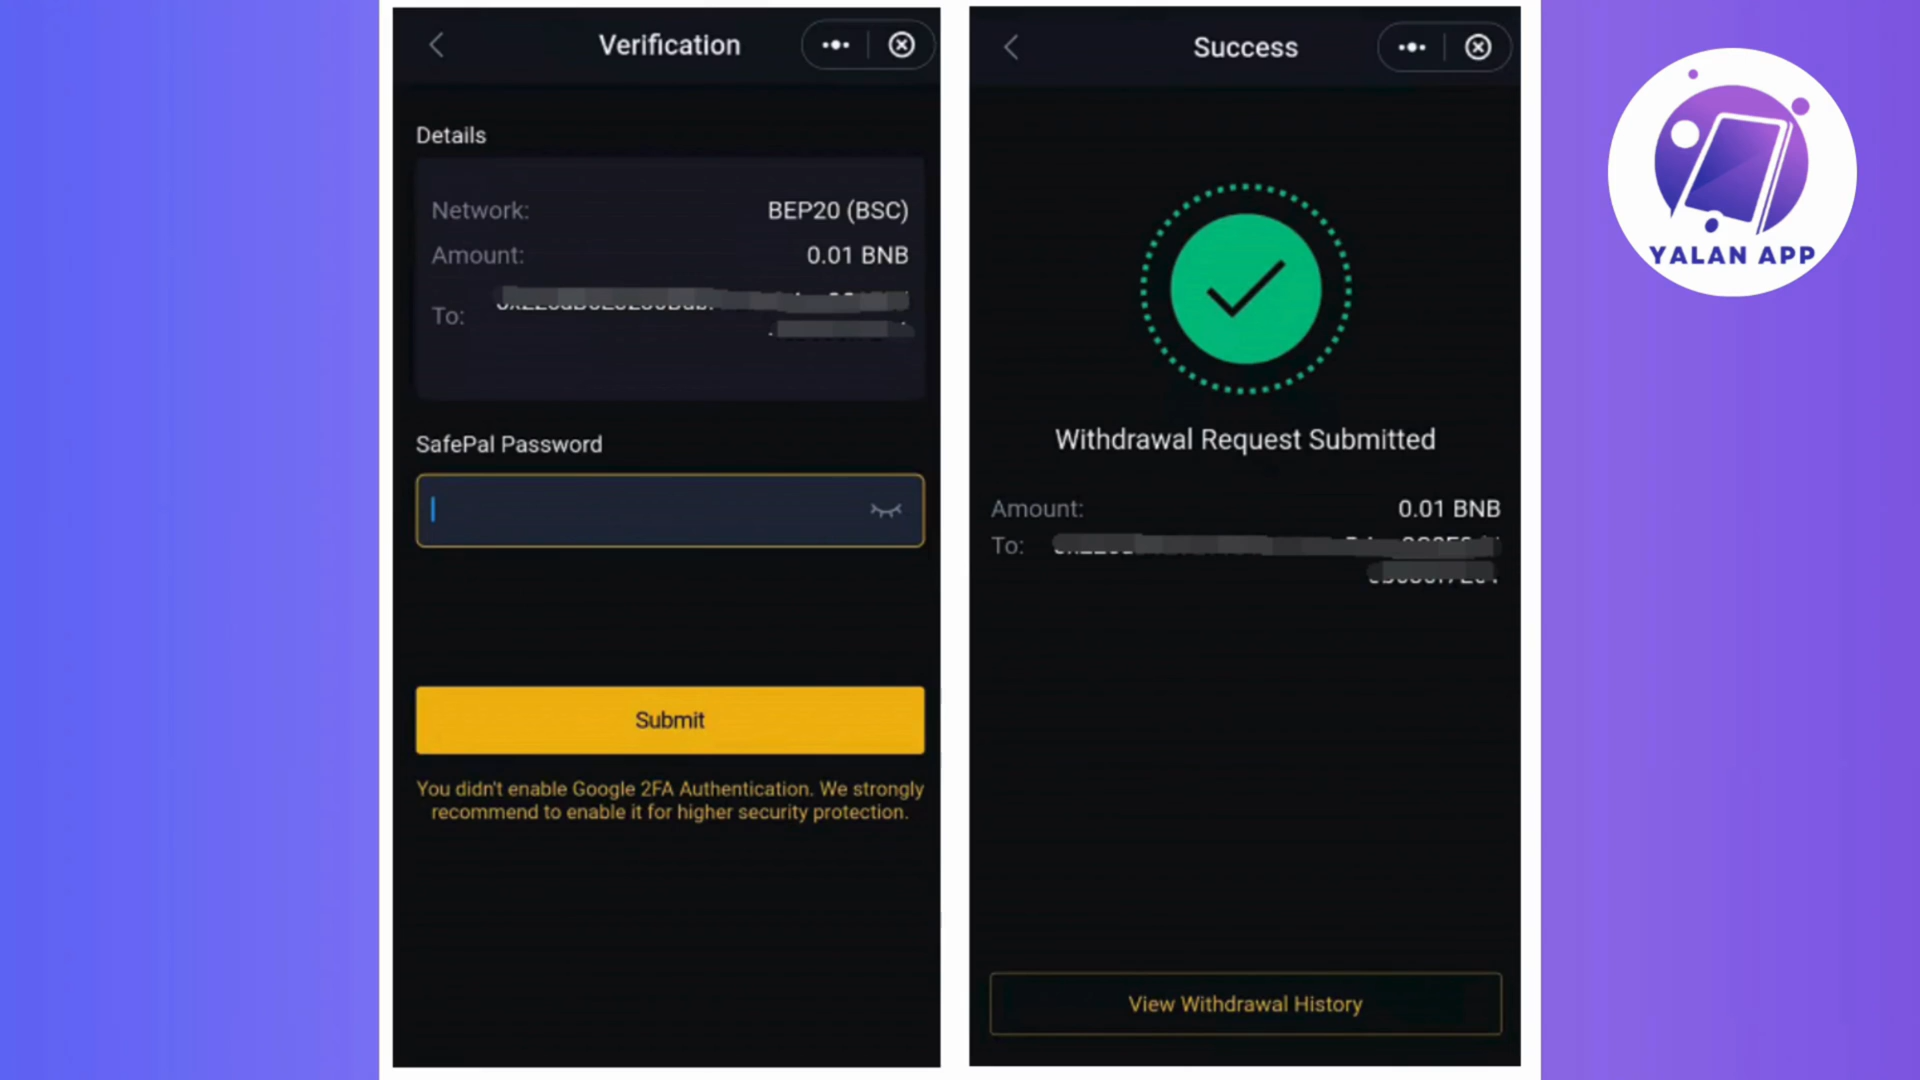 Verification
Details
Network: BEP20 (BSC)
Amount: 0.01 BNB
To:
SafePal Password
Submit
You didn't enable Google 2FA Authentication. We strongly
recommend to enable it for higher security protection.
Success
Withdrawal Request Submitted
Amount: 0.01 BNB
To:
View Withdrawal History
YALAN APP